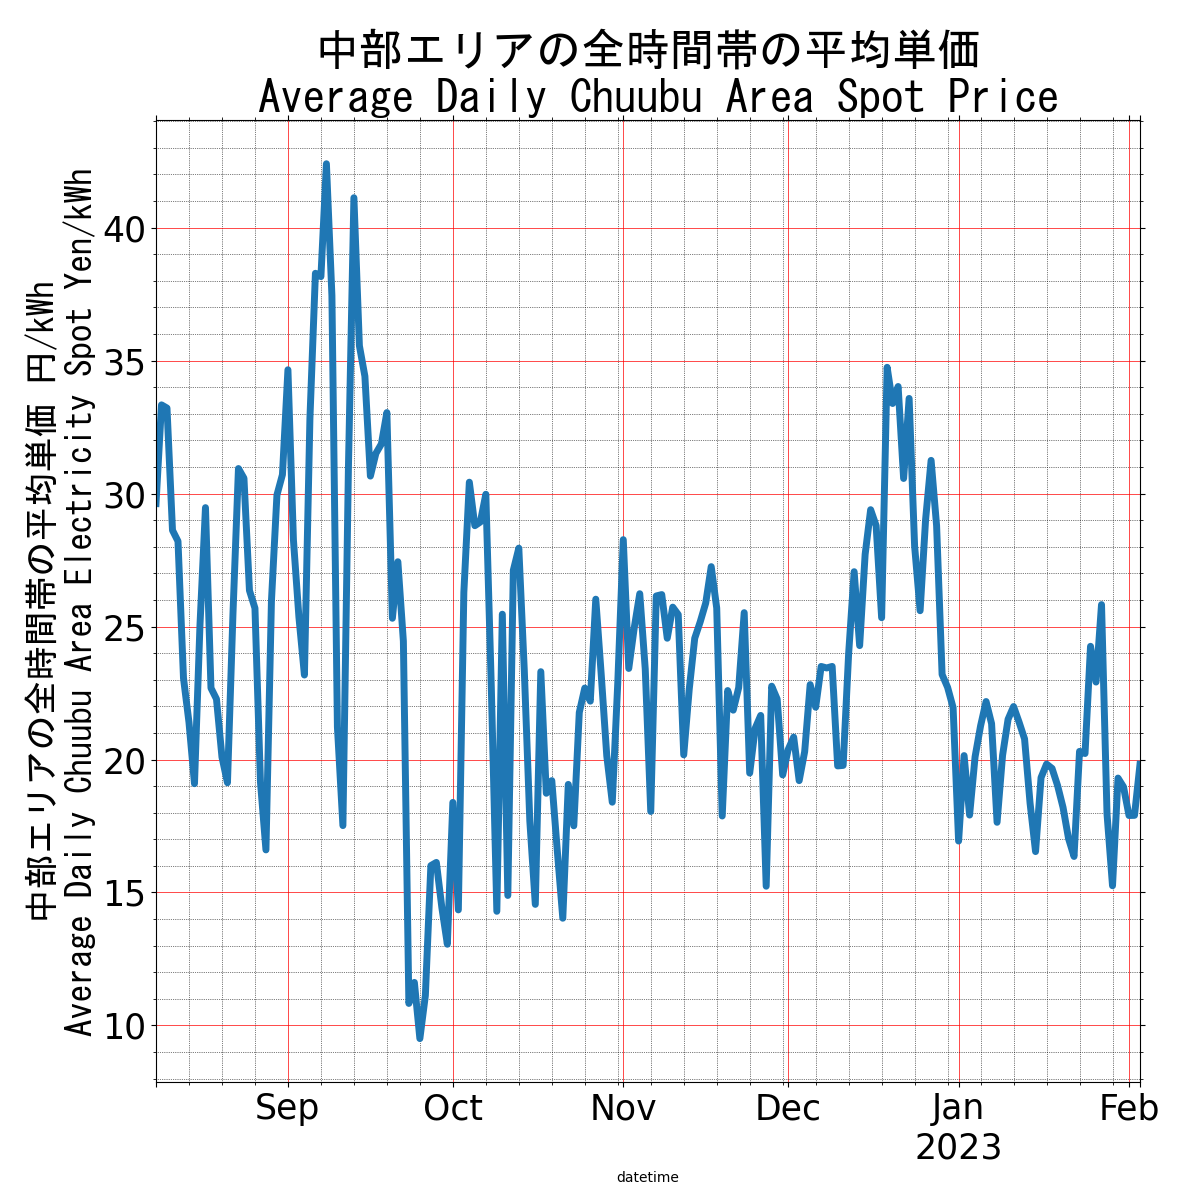 中部エリアの全時間帯の平均単価
Average Daily Chuubu Area Spot Price
中部エリアの全時間帯の平均単価 円/kWh
Average Daily Chuubu Area Electricity Spot Yen/kWh
40
35
30
25
20
15
10
Sep Oct Nov Dec Jan Feb
2023
datetime